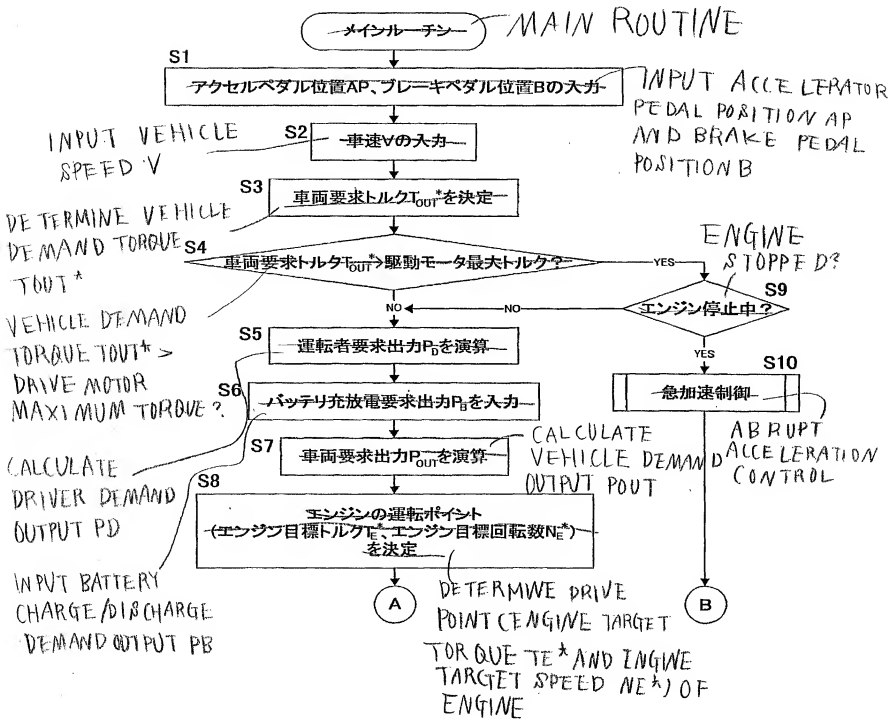 メインルーチン
MAIN ROUTINE
S1
アクセルペダル位置AP、ブレーキペダル位置Bの入力
INPUT ACCELERATOR
PEDAL POSITION AP
AND BRAKE PEDAL
POSITION B
S2
車速Vの入力
INPUT VEHICLE
SPEED V
S3
車両要求トルクTOUT*を決定
DETERMINE VEHICLE
DEMAND TORQUE
TOUT*
S4
車両要求トルクTOUT*>駆動モータ最大トルク?
YES
NO
VEHICLE DEMAND
TORQUE TOUT* >
DRIVE MOTOR
MAXIMUM TORQUE?
ENGINE
STOPPED?
S9
エンジン停止中?
NO
YES
S5
運転者要求出力PDを演算
CALCULATE
DRIVER DEMAND
OUTPUT PD
S6
バッテリ充放電要求出力PBを入力
INPUT BATTERY
CHARGE/DISCHARGE
DEMAND OUTPUT PB
S7
車両要求出力POUTを演算
CALCULATE
VEHICLE DEMAND
OUTPUT POUT
S10
急加速制御
ABRUPT
ACCELERATION
CONTROL
S8
エンジンの運転ポイント
(エンジン目標トルクTE*、エンジン目標回転数NE*)
を決定
DETERMINE DRIVE
POINT (ENGINE TARGET
TORQUE TE* AND ENGINE
TARGET SPEED NE*) OF
ENGINE
A
B